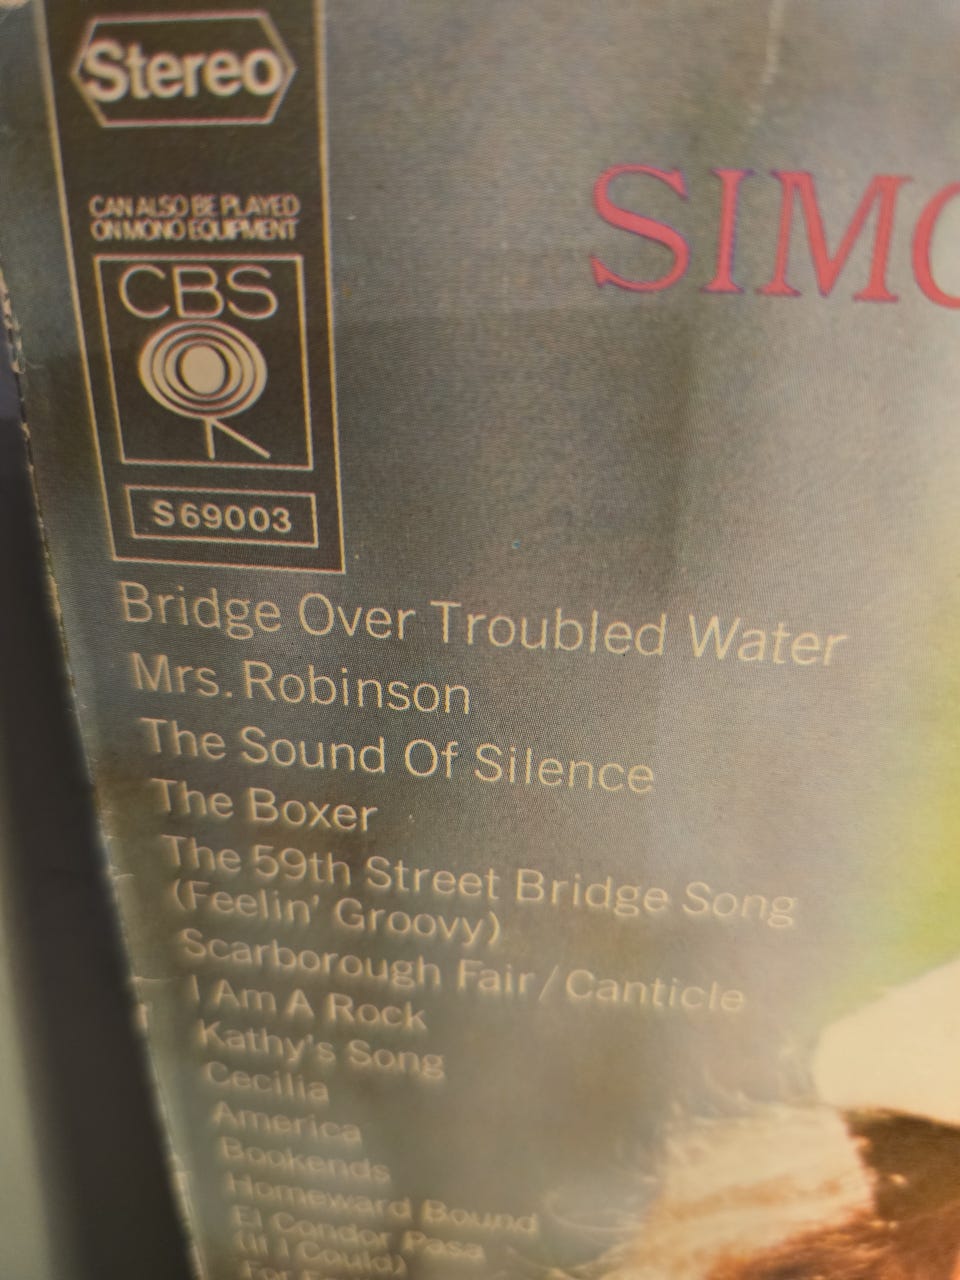 Stereo
CAN ALSO BE PLAYED
ON MONO EQUIPMENT
CBS
S 69003
SIMO
Bridge Over Troubled Water
Mrs. Robinson
The Sound Of Silence
The Boxer
The 59th Street Bridge Song
(Feelin' Groovy)
Scarborough Fair/Canticle
I Am A Rock
Kathy's Song
Cecilia
America
Bookends
Homeward Bound
El Condor Pasa
(If I Could)
For